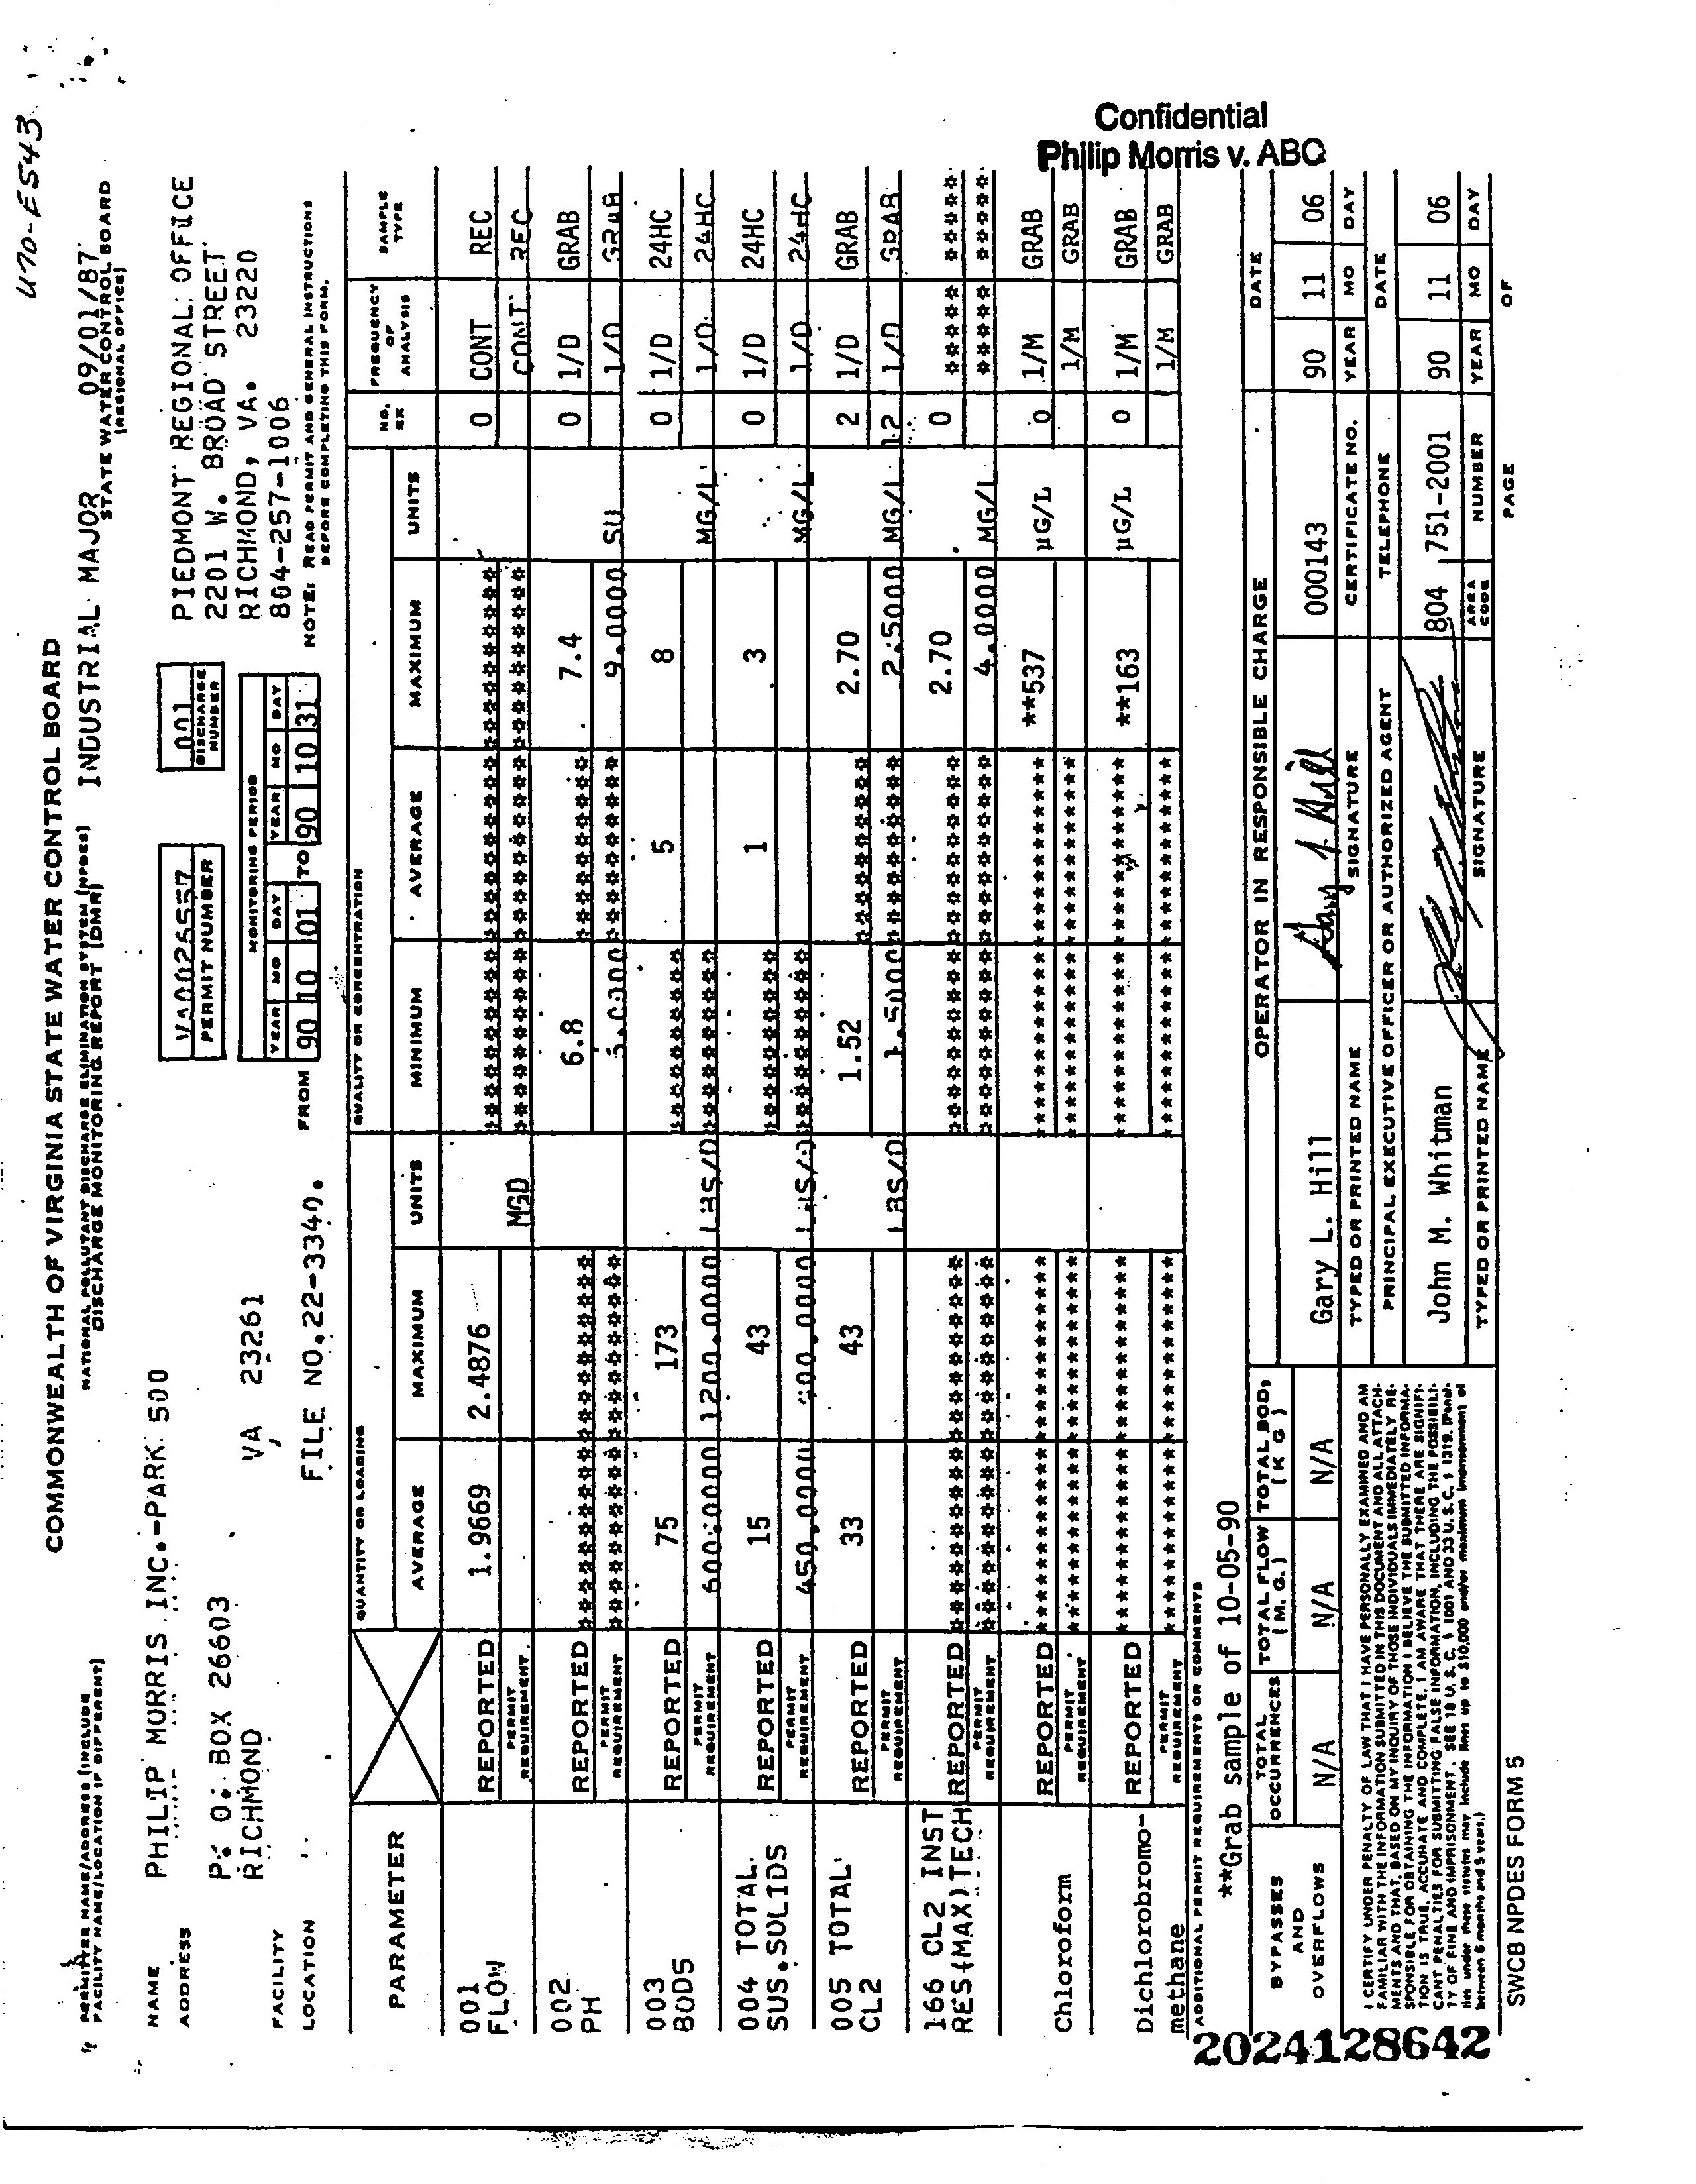 U70-E543
COMMONWEALTH OF VIRGINIA STATE WATER CONTROL BOARD
NATIONAL POLLUTANT DISCHARGE ELIMINATION SYSTEM (NPDES)
DISCHARGE MONITORING REPORT (DMR)
INDUSTRIAL MAJOR 09/01/87
STATE WATER CONTROL BOARD
(REGIONAL OFFICE)
PERMITTEE NAME/ADDRESS (INCLUDE
FACILITY NAME/LOCATION IF DIFFERENT)
NAME PHILIP MORRIS INC.-PARK 500
ADDRESS
P. O. BOX 26603
RICHMOND , VA 23261
FACILITY
LOCATION
FILE NO.22-3340.
VA0026557
PERMIT NUMBER
001
DISCHARGE
NUMBER
MONITORING PERIOD
YEAR MO DAY YEAR MO DAY
FROM 90 10 01 TO 90 10 31
PIEDMONT REGIONAL OFFICE
2201 W. BROAD STREET
RICHMOND, VA. 23220
804-257-1006
NOTE: READ PERMIT AND GENERAL INSTRUCTIONS
BEFORE COMPLETING THIS FORM.
PARAMETER QUANTITY OR LOADING QUALITY OR CONCENTRATION NO. EX FREQUENCY OF ANALYSIS SAMPLE TYPE
AVERAGE MAXIMUM UNITS MINIMUM AVERAGE MAXIMUM UNITS
001 FLOW REPORTED 1.9669 2.4876 ********* ********* ********* 0 CONT REC
PERMIT REQUIREMENT MGD ********* ********* ********* CONT REC
002 PH REPORTED ********* ********* 6.8 ********* 7.4 0 1/D GRAB
PERMIT REQUIREMENT ********* ********* ********* 9.0000 SU 1/D GRAB
003 BOD5 REPORTED 75 173 ********* 5 8 0 1/D 24HC
PERMIT REQUIREMENT 600.0000 1200.0000 LBS/D ********* MG/L 1/D 24HC
004 TOTAL SUS.SOLIDS REPORTED 15 43 ********* 1 3 0 1/D 24HC
PERMIT REQUIREMENT 450.0000 LBS/D ********* MG/L 1/D 24HC
005 TOTAL CL2 REPORTED 33 43 1.52 ********* 2.70 2 1/D GRAB
PERMIT REQUIREMENT LBS/D 1.5000 ********* 2.5000 MG/L 1/D GRAB
166 CL2 INST RES(MAX)TECH REPORTED ********* ********* ********* ********* 2.70 0 ****** *****
PERMIT REQUIREMENT ********* ********* ********* ********* 4.0000 MG/L ****** *****
Chloroform REPORTED ********* ********* ********* ********* **537 µG/L 0 1/M GRAB
PERMIT REQUIREMENT ********* ********* ********* ********* 1/M GRAB
Dichlorobromo-methane REPORTED ********* ********* ********* ********* **163 µG/L 0 1/M GRAB
PERMIT REQUIREMENT ********* ********* ********* ********* 1/M GRAB
ADDITIONAL PERMIT REQUIREMENTS OR COMMENTS
**Grab sample of 10-05-90
BYPASSES AND OVERFLOWS
TOTAL OCCURRENCES TOTAL FLOW (M. G.) TOTAL BOD5 (K G)
N/A N/A N/A
I CERTIFY UNDER PENALTY OF LAW THAT I HAVE PERSONALLY EXAMINED AND AM
FAMILIAR WITH THE INFORMATION SUBMITTED IN THIS DOCUMENT AND ALL ATTACH-
MENTS AND THAT, BASED ON MY INQUIRY OF THOSE INDIVIDUALS IMMEDIATELY RE-
SPONSIBLE FOR OBTAINING THE INFORMATION I BELIEVE THE SUBMITTED INFORMA-
TION IS TRUE, ACCURATE AND COMPLETE. I AM AWARE THAT THERE ARE SIGNIFI-
CANT PENALTIES FOR SUBMITTING FALSE INFORMATION, INCLUDING THE POSSIBILI-
TY OF FINE AND IMPRISONMENT. SEE 18 U. S. C. § 1001 AND 33 U. S. C. § 1319. (Penal-
ties under these statutes may include fines up to $10,000 and/or maximum imprisonment of
between 6 months and 5 years.)
OPERATOR IN RESPONSIBLE CHARGE DATE
Gary L. Hill 000143 90 11 06
TYPED OR PRINTED NAME SIGNATURE CERTIFICATE NO. YEAR MO DAY
PRINCIPAL EXECUTIVE OFFICER OR AUTHORIZED AGENT TELEPHONE DATE
John M. Whitman 804 751-2001 90 11 06
TYPED OR PRINTED NAME SIGNATURE AREA CODE NUMBER YEAR MO DAY
SWCB NPDES FORM 5
PAGE OF
Confidential
Philip Morris v. ABC
2024128642